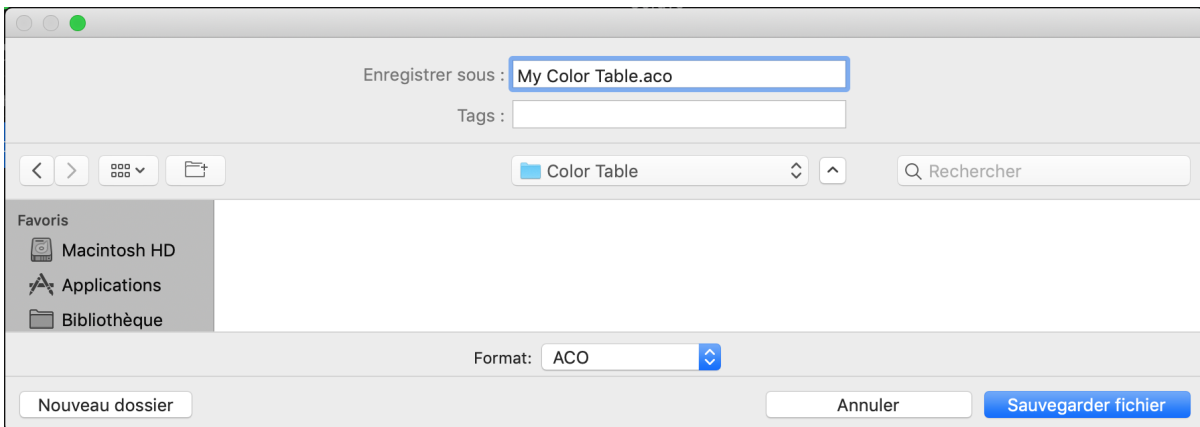 Enregistrer sous : My Color Table.aco
Tags :
Color Table
Rechercher
Favoris
Macintosh HD
Applications
Bibliothèque
Format: ACO
Nouveau dossier
Annuler
Sauvegarder fichier